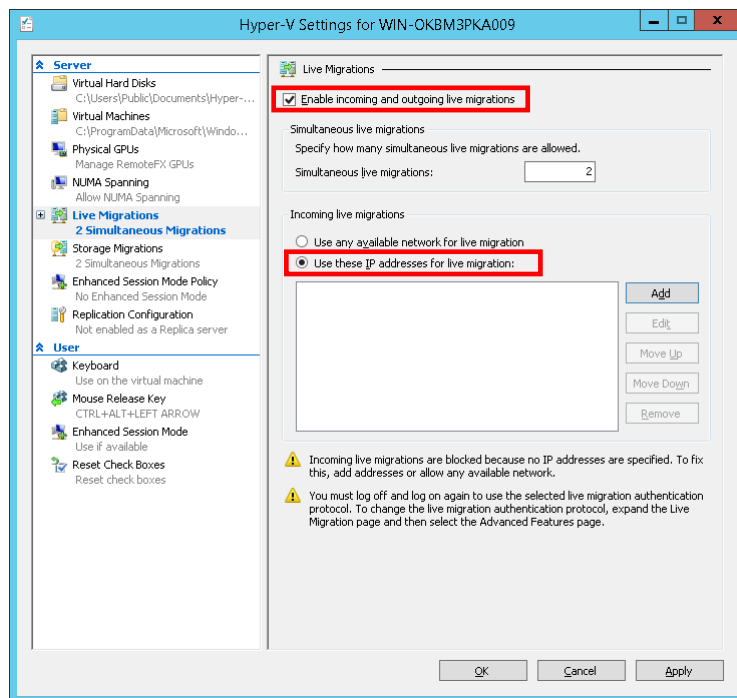 Hyper-V Settings for WIN-OKBM3PKA009
Server
Virtual Hard Disks
C:\Users\Public\Documents\Hyper-...
Virtual Machines
C:\ProgramData\Microsoft\Windo...
Physical GPUs
Manage RemoteFX GPUs
NUMA Spanning
Allow NUMA Spanning
Live Migrations
2 Simultaneous Migrations
Storage Migrations
2 Simultaneous Migrations
Enhanced Session Mode Policy
No Enhanced Session Mode
Replication Configuration
Not enabled as a Replica server
User
Keyboard
Use on the virtual machine
Mouse Release Key
CTRL+ALT+LEFT ARROW
Enhanced Session Mode
Use if available
Reset Check Boxes
Reset check boxes
Live Migrations
Enable incoming and outgoing live migrations
Simultaneous live migrations
Specify how many simultaneous live migrations are allowed.
Simultaneous live migrations: 2
Incoming live migrations
Use any available network for live migration
Use these IP addresses for live migration:
Add
Edit
Move Up
Move Down
Remove
Incoming live migrations are blocked because no IP addresses are specified. To fix
this, add addresses or allow any available network.
You must log off and log on again to use the selected live migration authentication
protocol. To change the live migration authentication protocol, expand the Live
Migration page and then select the Advanced Features page.
OK Cancel Apply